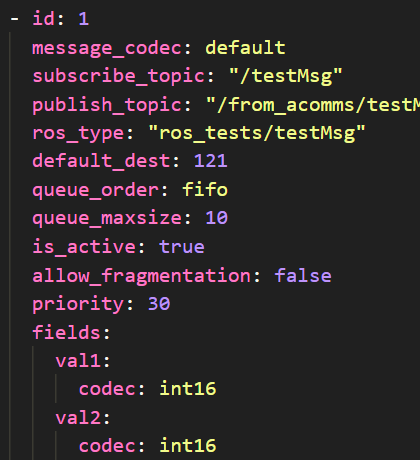 - id: 1
message_codec: default
subscribe_topic: "/testMsg"
publish_topic: "/from_acomms/test
ros_type: "ros_tests/testMsg"
default_dest: 121
queue_order: fifo
queue_maxsize: 10
is_active: true
allow_fragmentation: false
priority: 30
fields:
val1:
codec: int16
val2:
codec: int16